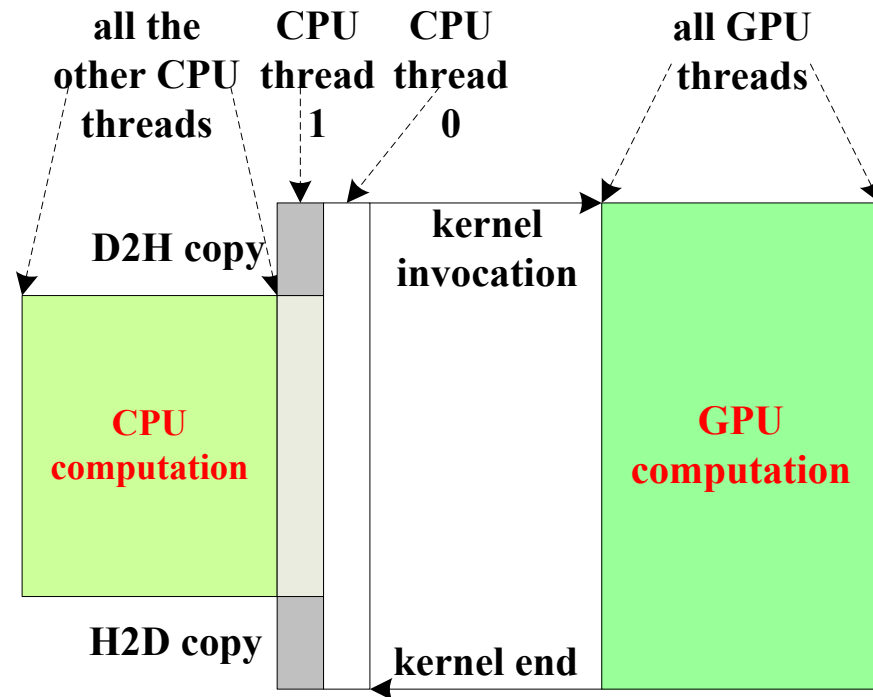 all the
other CPU
threads
CPU
thread
1
CPU
thread
0
all GPU
threads
D2H copy
kernel
invocation
CPU
computation
GPU
computation
H2D copy
kernel end